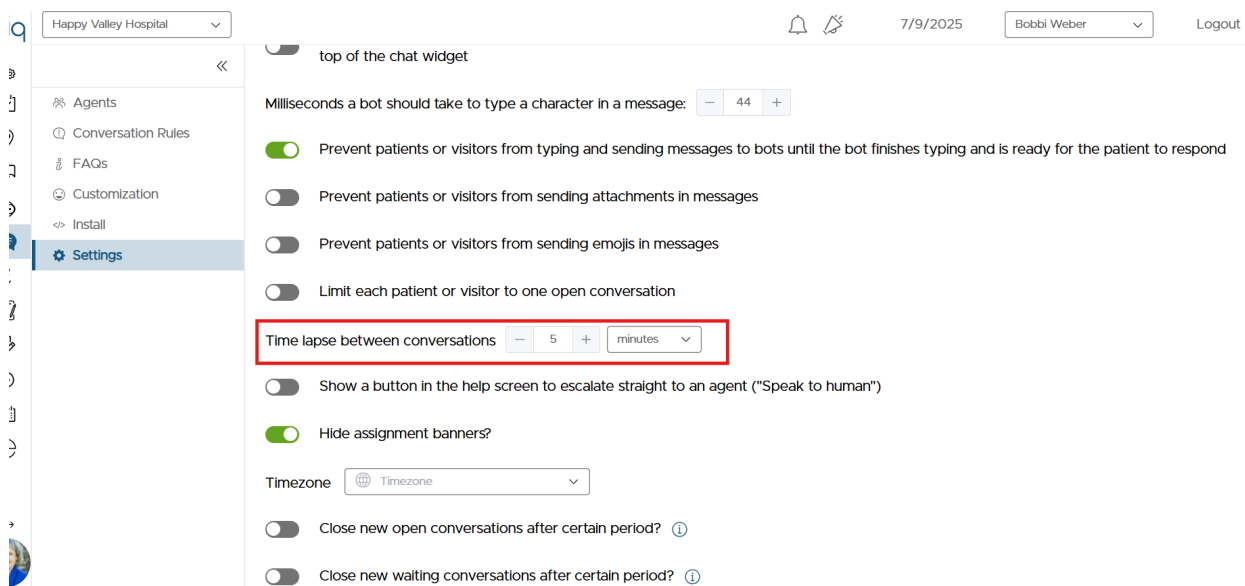 Happy Valley Hospital
7/9/2025
Bobbi Weber
Logout
Agents
Conversation Rules
FAQs
Customization
Install
Settings
top of the chat widget
Milliseconds a bot should take to type a character in a message: − 44 +
Prevent patients or visitors from typing and sending messages to bots until the bot finishes typing and is ready for the patient to respond
Prevent patients or visitors from sending attachments in messages
Prevent patients or visitors from sending emojis in messages
Limit each patient or visitor to one open conversation
Time lapse between conversations − 5 + minutes
Show a button in the help screen to escalate straight to an agent ("Speak to human")
Hide assignment banners?
Timezone Timezone
Close new open conversations after certain period?
Close new waiting conversations after certain period?